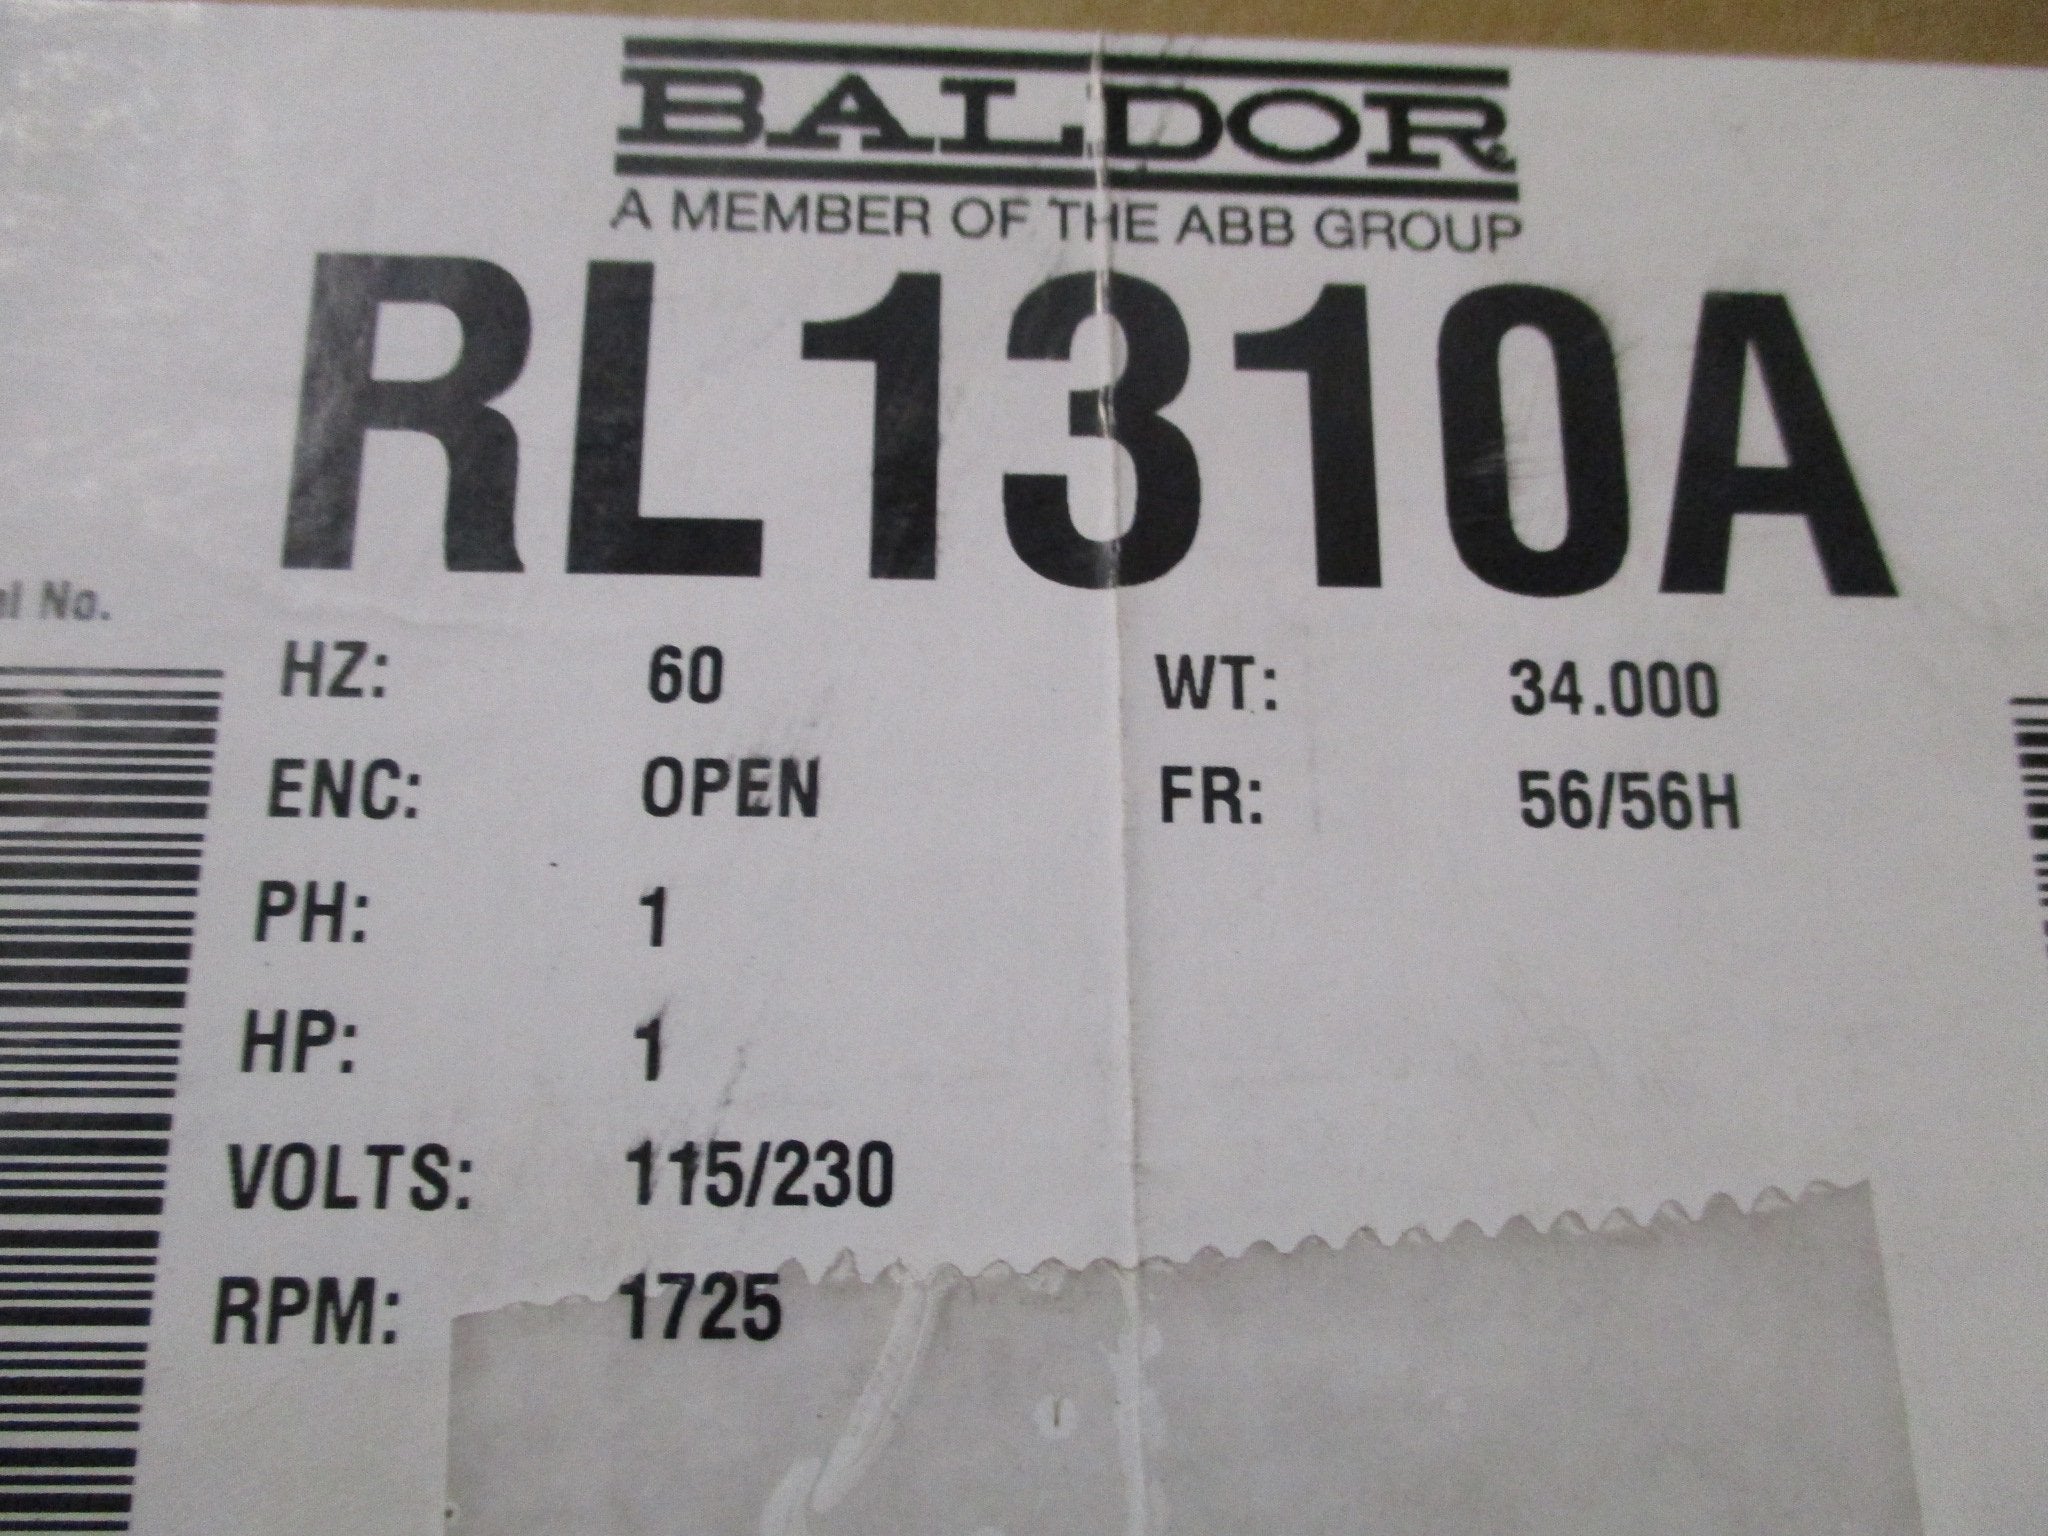 BALDOR
A MEMBER OF THE ABB GROUP
RL1310A
No.
HZ: 60 WT: 34.000
ENC: OPEN FR: 56/56H
PH: 1
HP: 1
VOLTS: 115/230
RPM: 1725